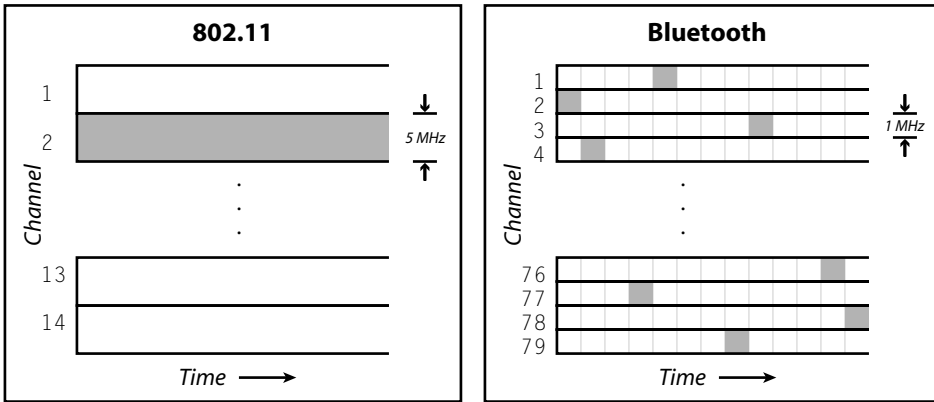 802.11
1
2
13
14
Channel
5 MHz
Time
Bluetooth
1
2
3
4
76
77
78
79
Channel
1 MHz
Time